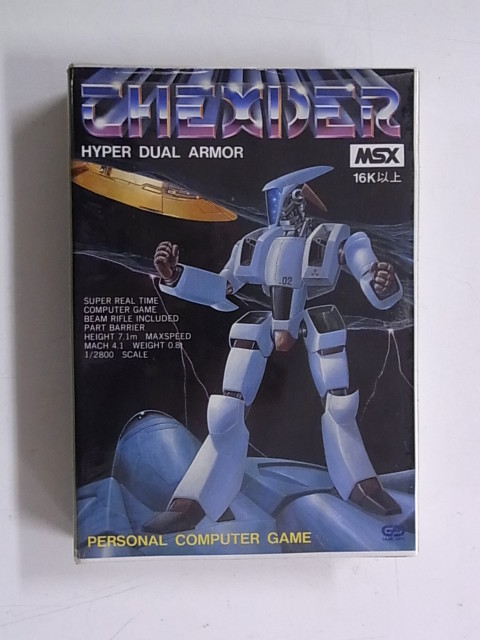 THEXDER
HYPER DUAL ARMOR
MSX
16K以上
02
SUPER REAL TIME
COMPUTER GAME
BEAM RIFLE INCLUDED
PART BARRIER
HEIGHT 7.1m MAXSPEED
MACH 4.1 WEIGHT 0.8t
1/2800 SCALE
PERSONAL COMPUTER GAME